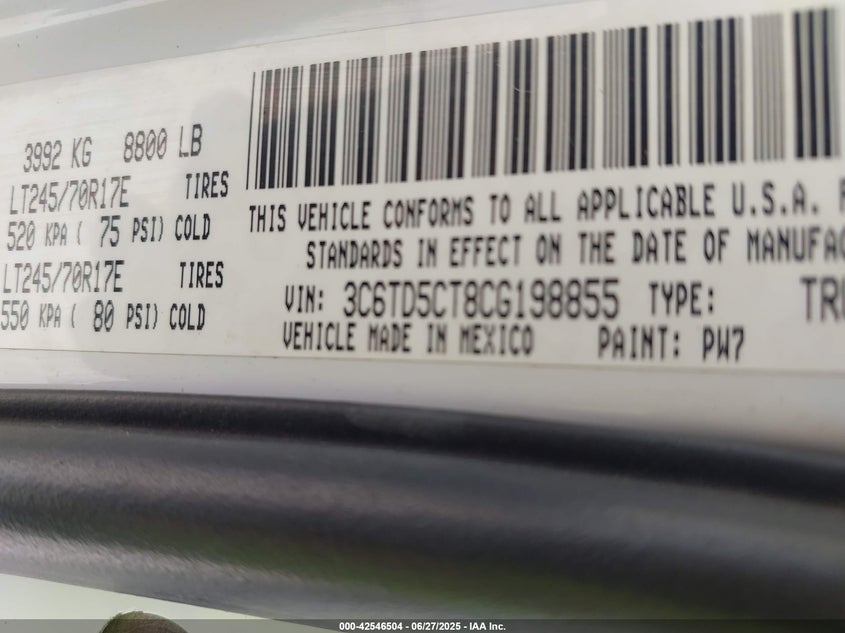 3992 KG 8800 LB
LT245/70R17E TIRES
520 KPA ( 75 PSI) COLD
LT245/70R17E TIRES
550 KPA ( 80 PSI) COLD
THIS VEHICLE CONFORMS TO ALL APPLICABLE U.S.A.
STANDARDS IN EFFECT ON THE DATE OF MANUFAC
VIN: 3C6TD5CT8CG198855 TYPE: TRU
VEHICLE MADE IN MEXICO PAINT: PW7
000-42546504 / 06/27/2025 - IAA Inc.